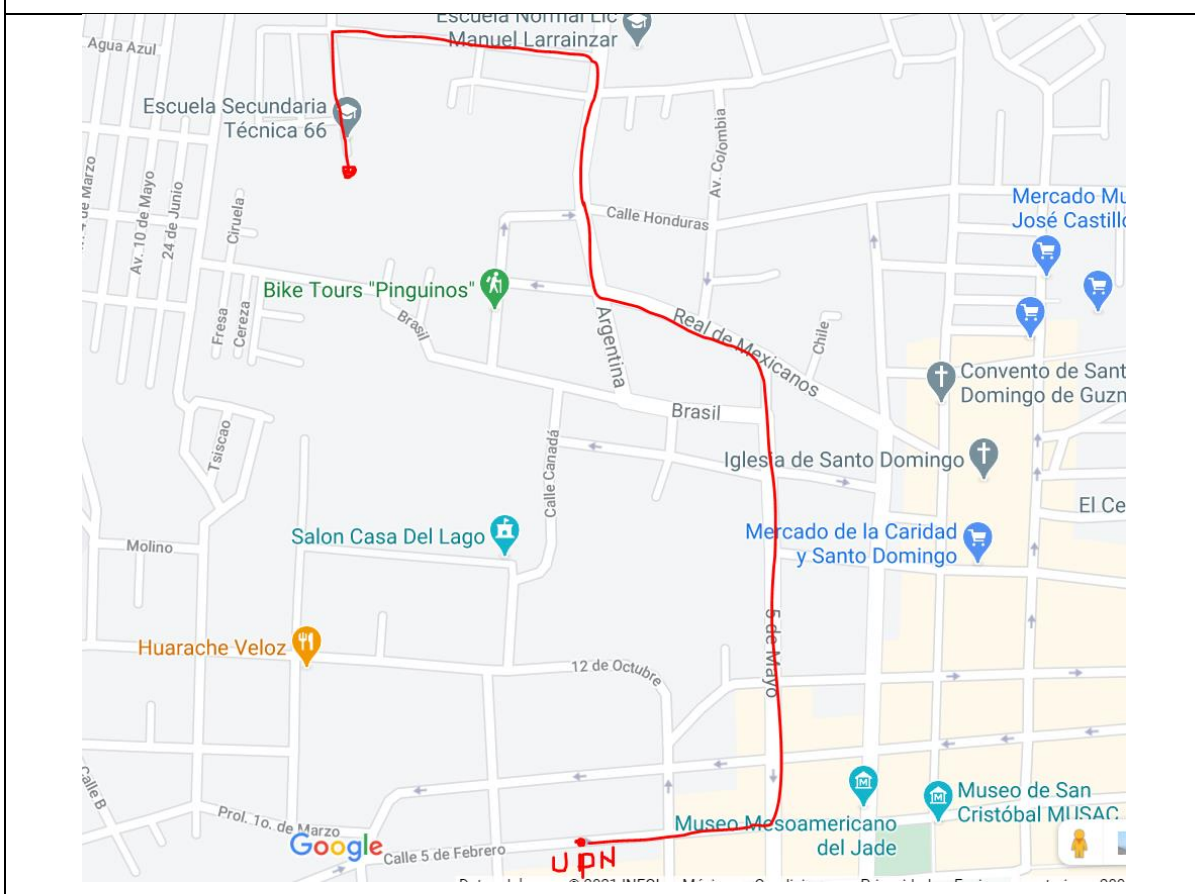 Escuela Normal Lic
Manuel Larrainzar
Agua Azul
Escuela Secundaria
Técnica 66
Av. Colombia
de Marzo
Av. 10 de Mayo
24 de Junio
Ciruela
Mercado Mu
José Castillo
Calle Honduras
Bike Tours "Pinguinos"
Fresa
Cereza
Brasil
Argentina
Real de Mexicanos
Chile
Convento de Sant
Domingo de Guzm
Brasil
Tsiscao
Calle Canadá
Iglesia de Santo Domingo
El Ce
Salon Casa Del Lago
Mercado de la Caridad
y Santo Domingo
Molino
5 de Mayo
Huarache Veloz
12 de Octubre
Calle B
Prol. 1o. de Marzo
Museo de San
Cristóbal MUSAC
Museo Mesoamericano
del Jade
Google
Calle 5 de Febrero
UPN